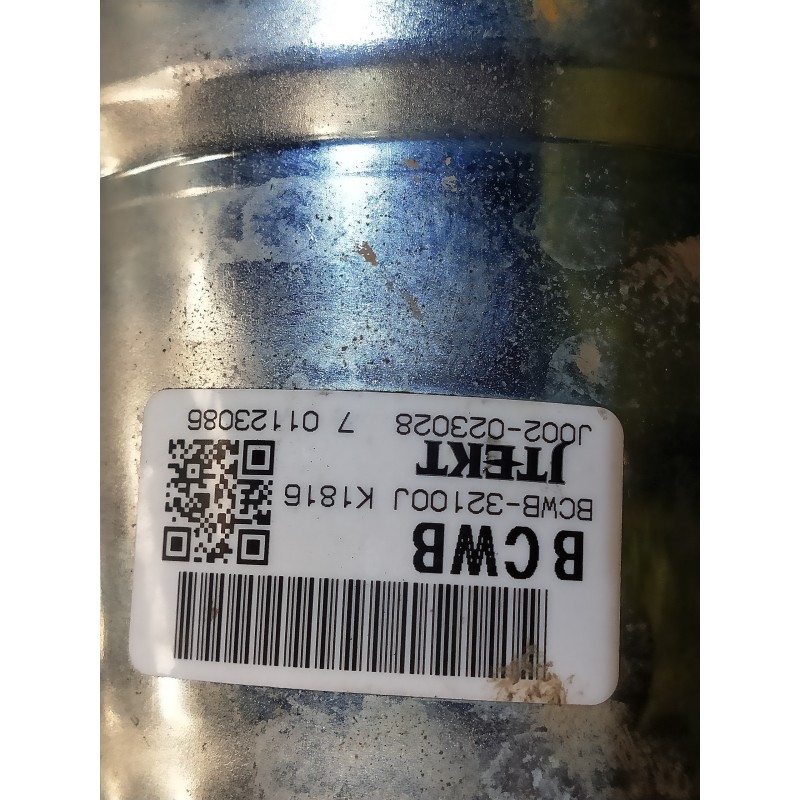 BCWB
BCWB-32100J K1816
JTEKT
J002-023028 7 01123086